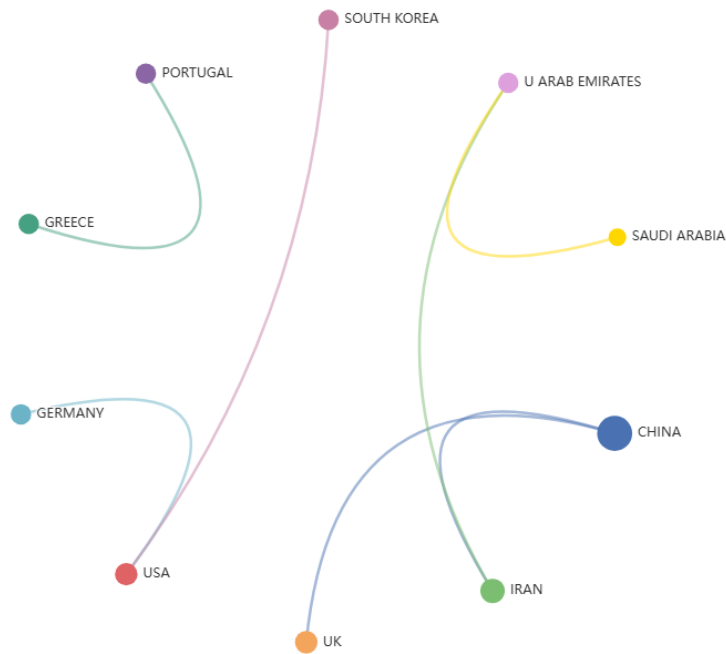 SOUTH KOREA
PORTUGAL
U ARAB EMIRATES
GREECE
SAUDI ARABIA
GERMANY
CHINA
USA
IRAN
UK